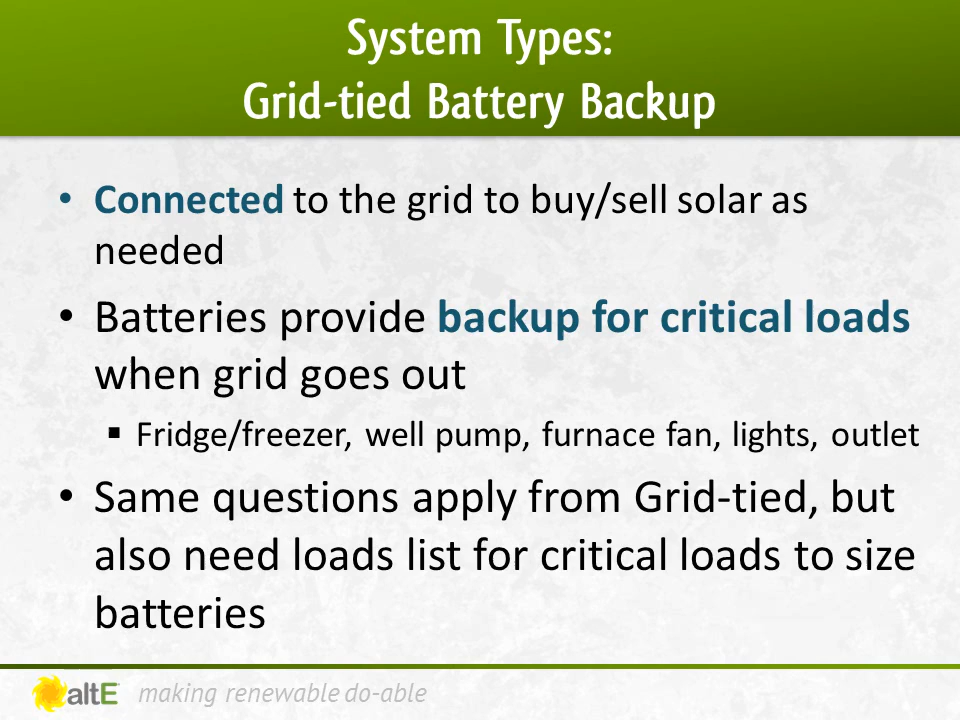 System Types:
Grid-tied Battery Backup
• Connected to the grid to buy/sell solar as
needed
• Batteries provide backup for critical loads
when grid goes out
▪ Fridge/freezer, well pump, furnace fan, lights, outlet
• Same questions apply from Grid-tied, but
also need loads list for critical loads to size
batteries
altE making renewable do-able